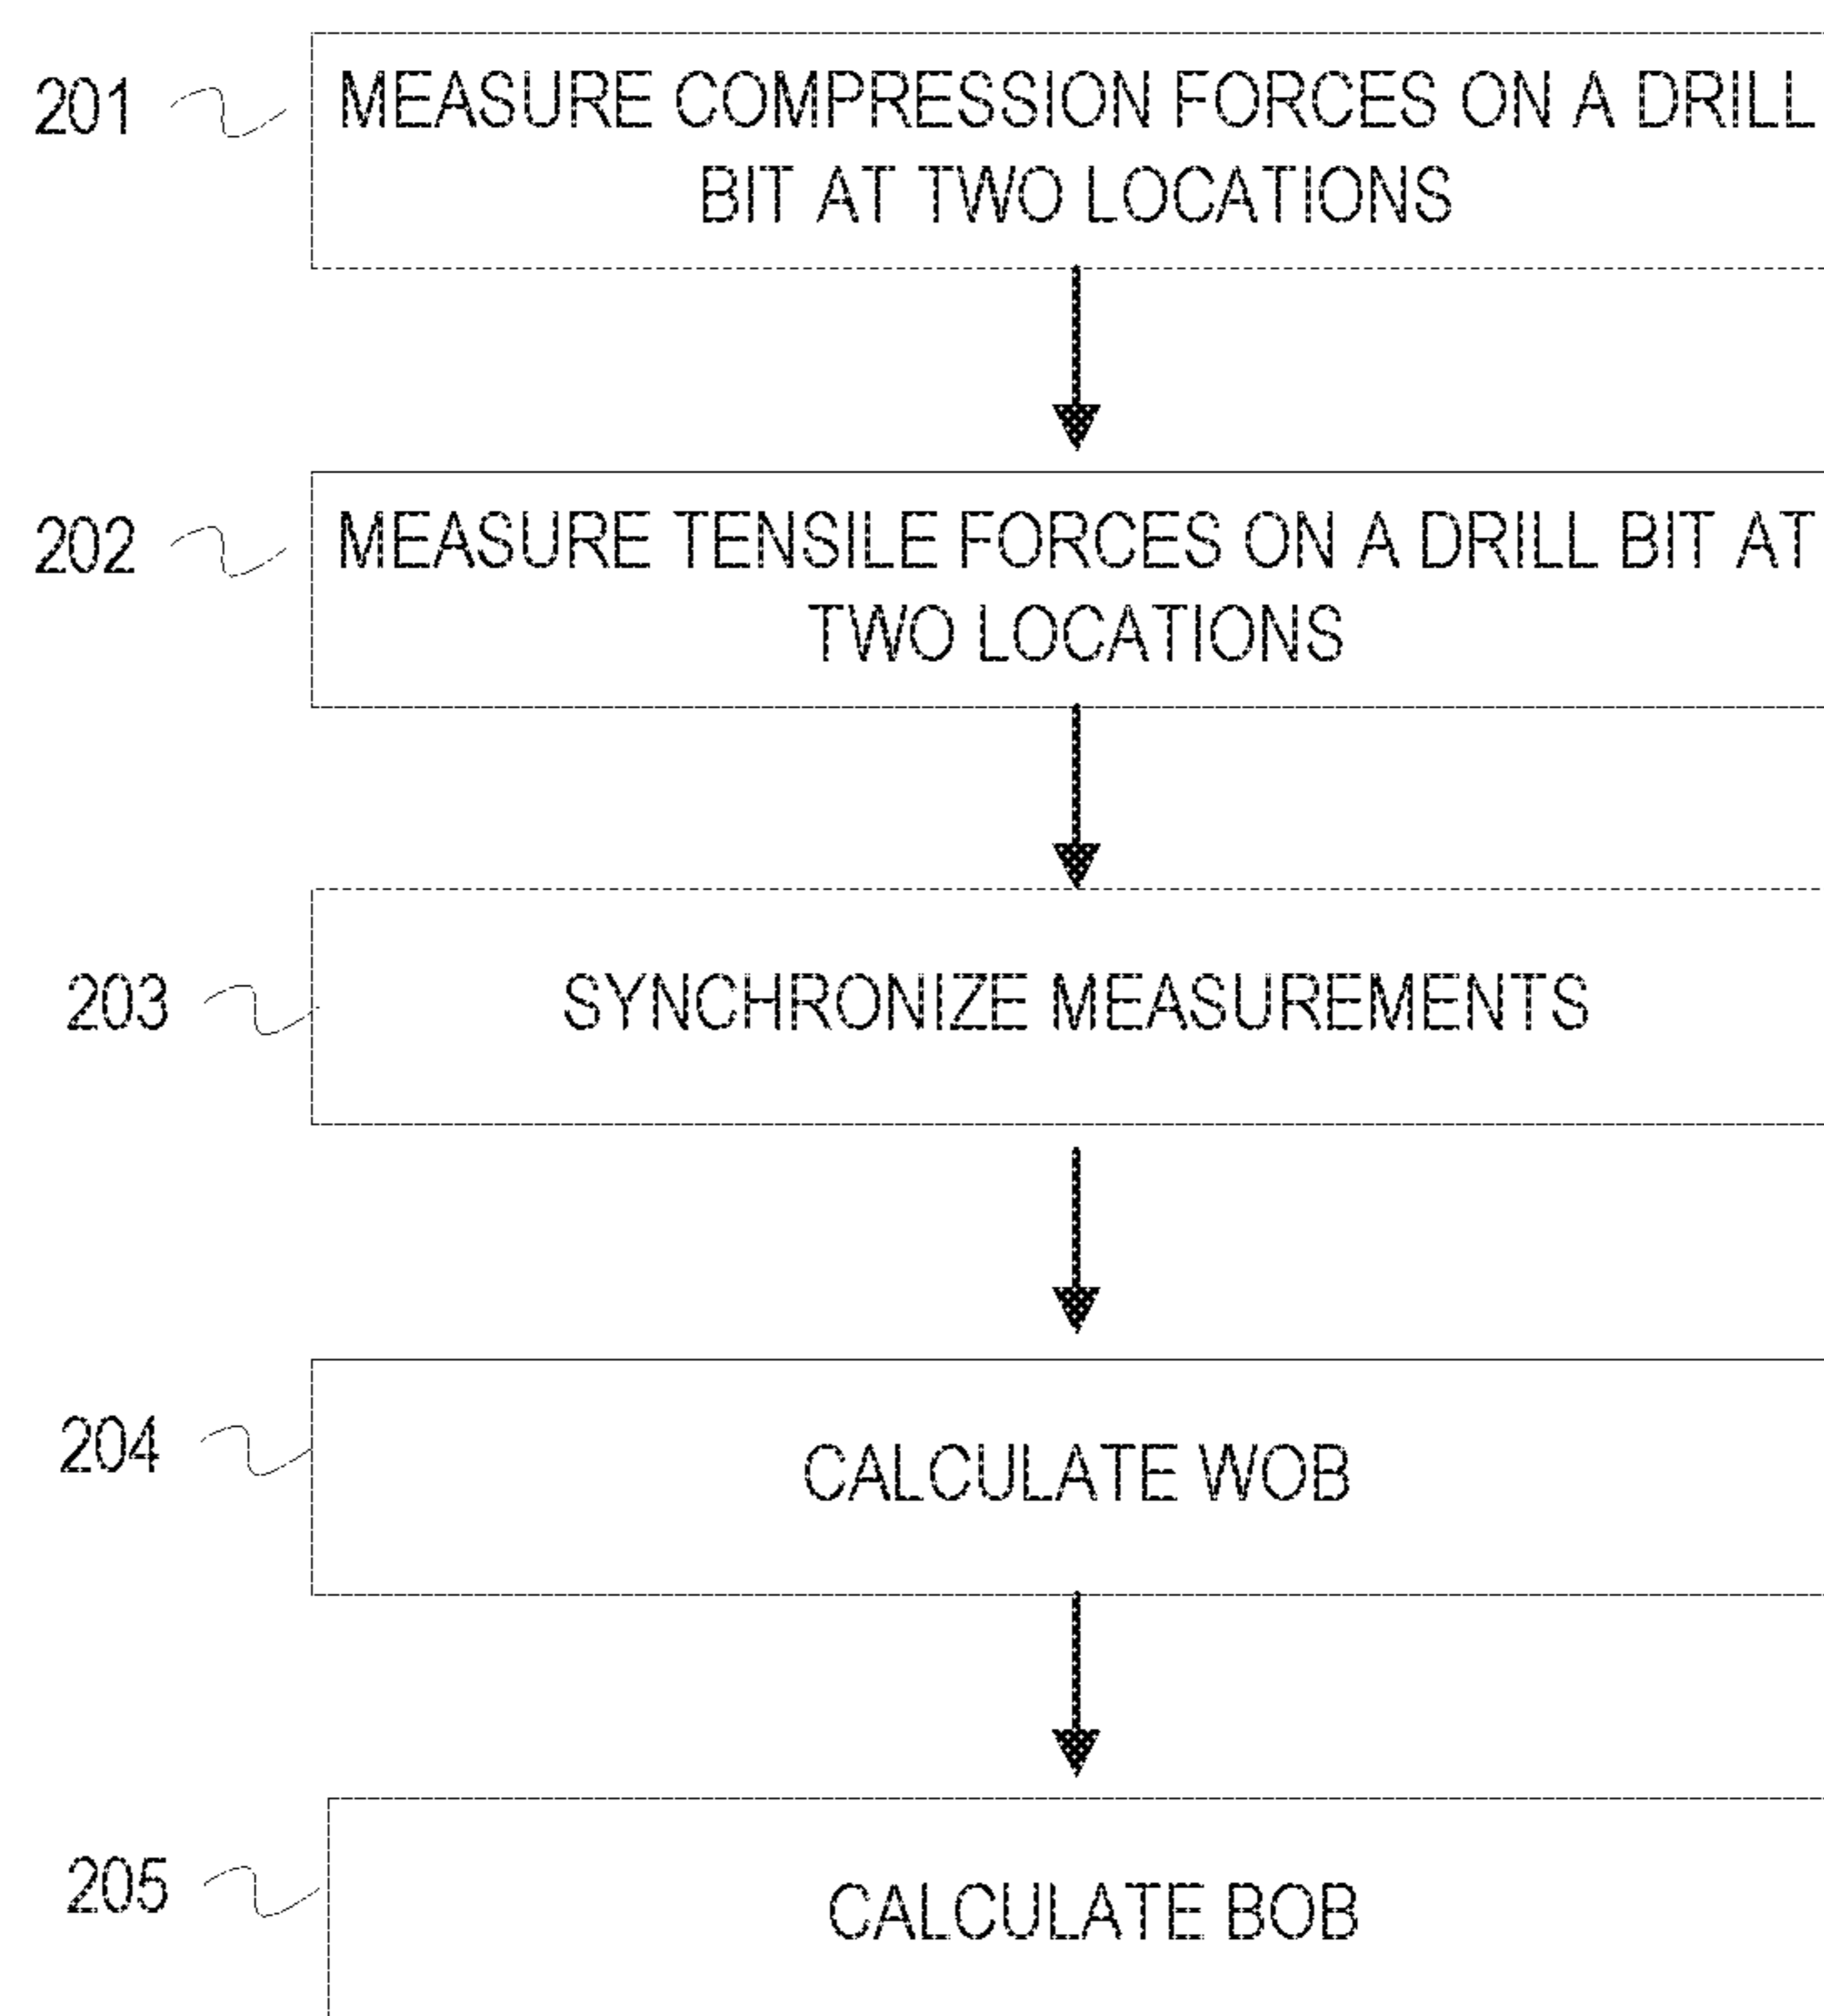 201
MEASURE COMPRESSION FORCES ON A DRILL
BIT AT TWO LOCATIONS
202
MEASURE TENSILE FORCES ON A DRILL BIT AT
TWO LOCATIONS
203
SYNCHRONIZE MEASUREMENTS
204
CALCULATE WOB
205
CALCULATE BOB